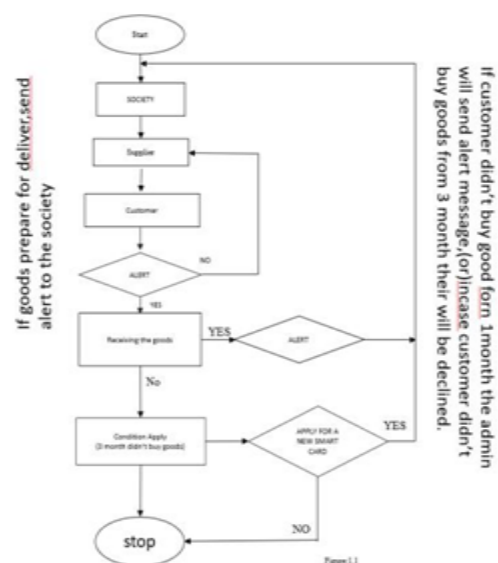 Start
SOCIETY
Supplier
Customer
ALERT
NO
YES
Receiving the goods
YES
ALERT
No
Condition Apply
(3 month didn't buy goods)
APPLY FOR A
NEW SMART
CARD
YES
NO
stop
Figure 1.1
If goods prepare for deliver,send
alert to the society
If customer didn't buy good forn 1month the admin
will send alert message,(or)incase customer didn't
buy goods from 3 month their will be declined.